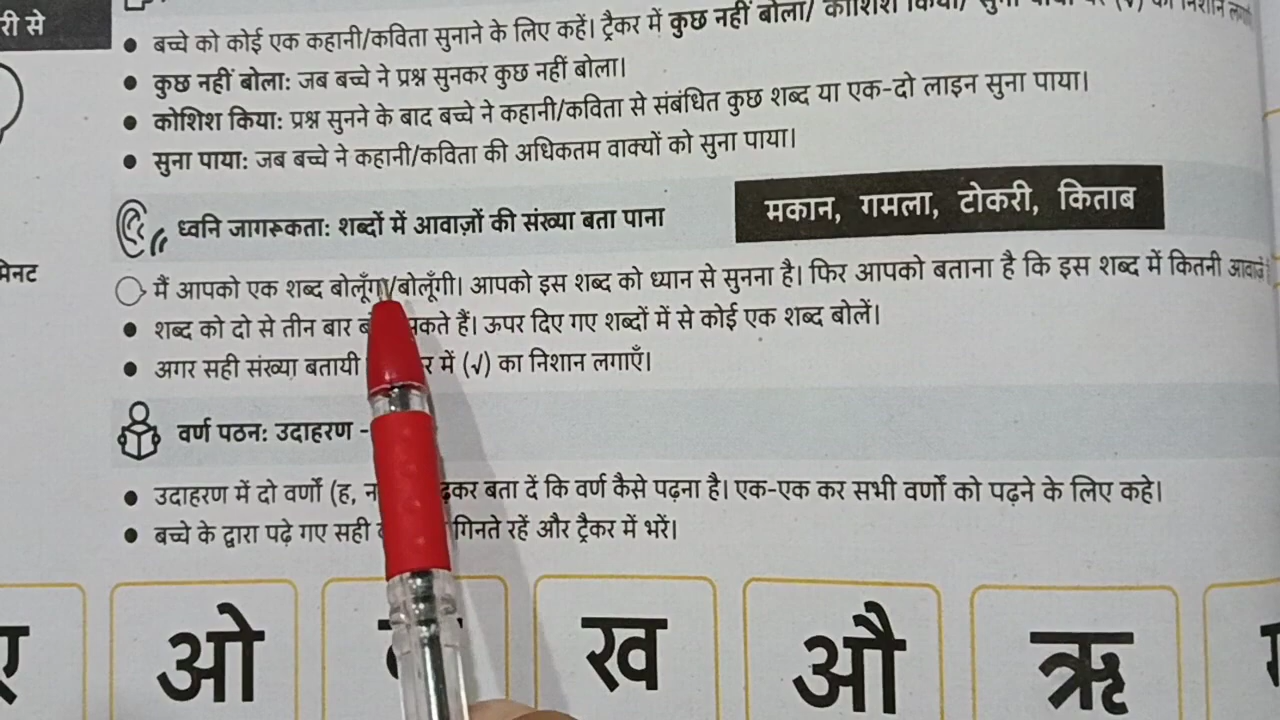 री से
बच्चे को कोई एक कहानी/कविता सुनाने के लिए कहें। ट्रैकर में कुछ नहीं बोला/ कोशिश किया/ सुना पाया पर (√) का निशान
कुछ नहीं बोला: जब बच्चे ने प्रश्न सुनकर कुछ नहीं बोला।
कोशिश किया: प्रश्न सुनने के बाद बच्चे ने कहानी/कविता से संबंधित कुछ शब्द या एक-दो लाइन सुना पाया।
सुना पाया: जब बच्चे ने कहानी/कविता की अधिकतम वाक्यों को सुना पाया।
मकान, गमला, टोकरी, किताब
ध्वनि जागरूकता: शब्दों में आवाज़ों की संख्या बता पाना
मिनट
मैं आपको एक शब्द बोलूँगा/बोलूँगी। आपको इस शब्द को ध्यान से सुनना है। फिर आपको बताना है कि इस शब्द में कितनी
शब्द को दो से तीन बार सकते हैं। ऊपर दिए गए शब्दों में से कोई एक शब्द बोलें।
अगर सही संख्या बतायी में (√) का निशान लगाएँ।
वर्ण पठन: उदाहरण -
उदाहरण में दो वर्णों (ह, न पढ़कर बता दें कि वर्ण कैसे पढ़ना है। एक-एक कर सभी वर्णों को पढ़ने के लिए कहे।
बच्चे के द्वारा पढ़े गए सही गिनते रहें और ट्रैकर में भरें।
ए ओ ख औ ऋ